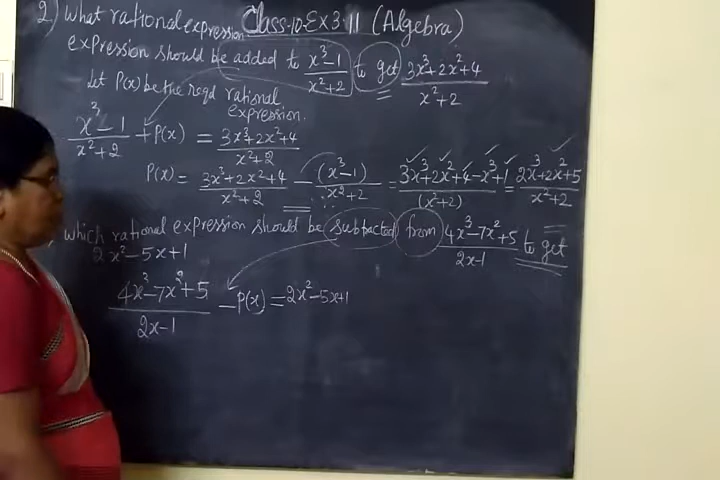 Class-10-Ex 3.11 (Algebra)
2) What rational expression
expression should be added to (x³-1)/(x²+2) to get (3x³+2x²+4)/(x²+2)
Let P(x) be the reqd rational
expression.
(x³-1)/(x²+2) + P(x) = (3x³+2x²+4)/(x²+2)
P(x) = (3x³+2x²+4)/(x²+2) - (x³-1)/(x²+2) = (3x³+2x²+4-x³+1)/(x²+2) = (2x³+2x²+5)/(x²+2)
Which rational expression should be subtracted from (4x³-7x²+5)/(2x-1) to get
2x²-5x+1
(4x³-7x²+5)/(2x-1) - P(x) = 2x²-5x+1